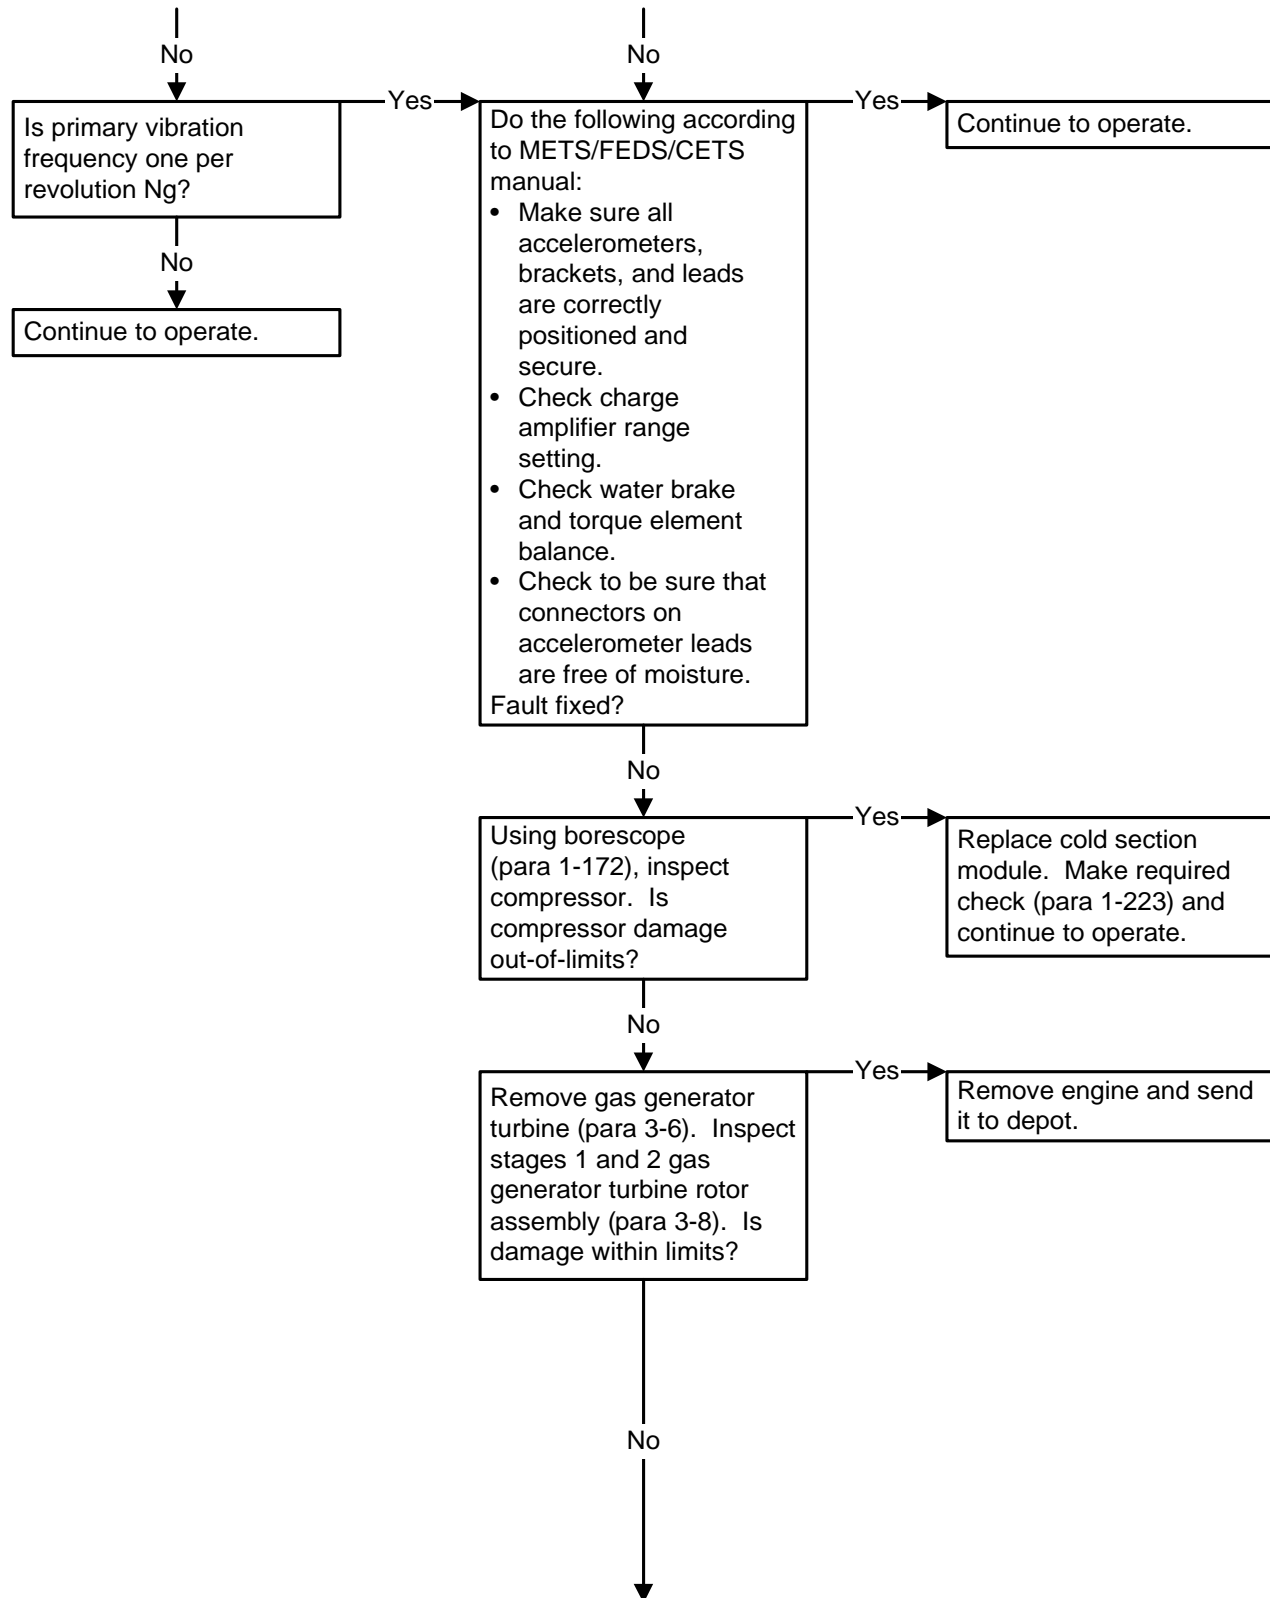 No
No
Is primary vibration
frequency one per
revolution Ng?
Yes
Do the following according
to METS/FEDS/CETS
manual:
• Make sure all
accelerometers,
brackets, and leads
are correctly
positioned and
secure.
• Check charge
amplifier range
setting.
• Check water brake
and torque element
balance.
• Check to be sure that
connectors on
accelerometer leads
are free of moisture.
Fault fixed?
Yes
Continue to operate.
No
Continue to operate.
No
Using borescope
(para 1-172), inspect
compressor.  Is
compressor damage
out-of-limits?
Yes
Replace cold section
module.  Make required
check (para 1-223) and
continue to operate.
No
Remove gas generator
turbine (para 3-6).  Inspect
stages 1 and 2 gas
generator turbine rotor
assembly (para 3-8).  Is
damage within limits?
Yes
Remove engine and send
it to depot.
No